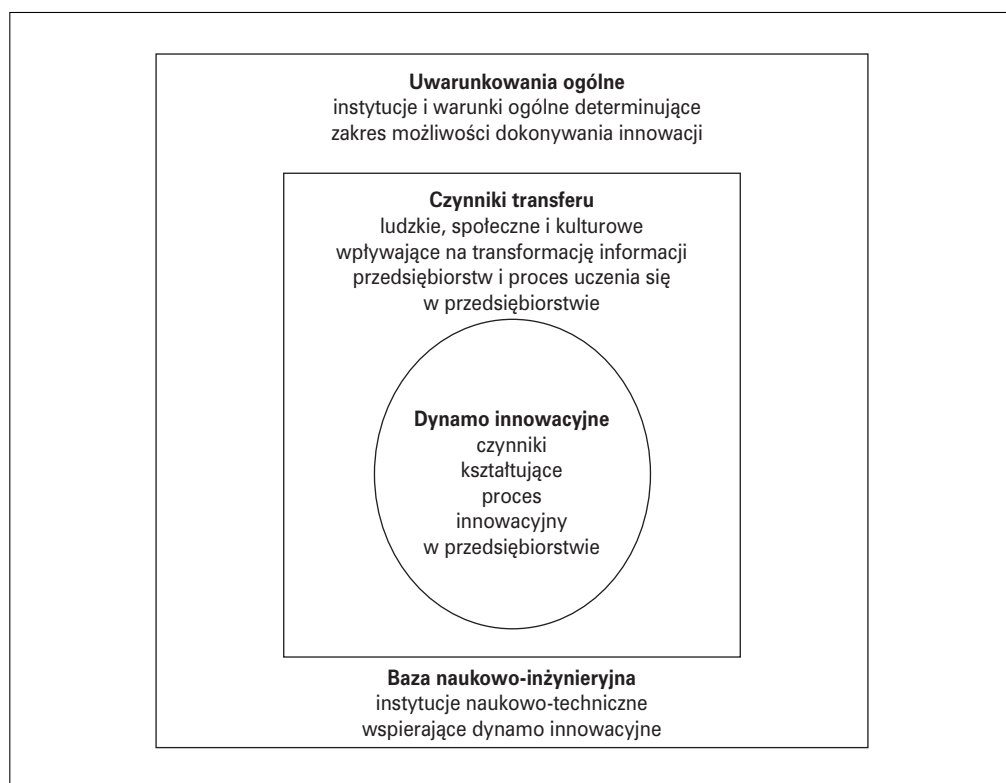 Uwarunkowania ogólne
instytucje i warunki ogólne determinujące
zakres możliwości dokonywania innowacji
Czynniki transferu
ludzkie, społeczne i kulturowe
wpływające na transformację informacji
przedsiębiorstw i proces uczenia się
w przedsiębiorstwie
Dynamo innowacyjne
czynniki
kształtujące
proces
innowacyjny
w przedsiębiorstwie
Baza naukowo-inżynieryjna
instytucje naukowo-techniczne
wspierające dynamo innowacyjne